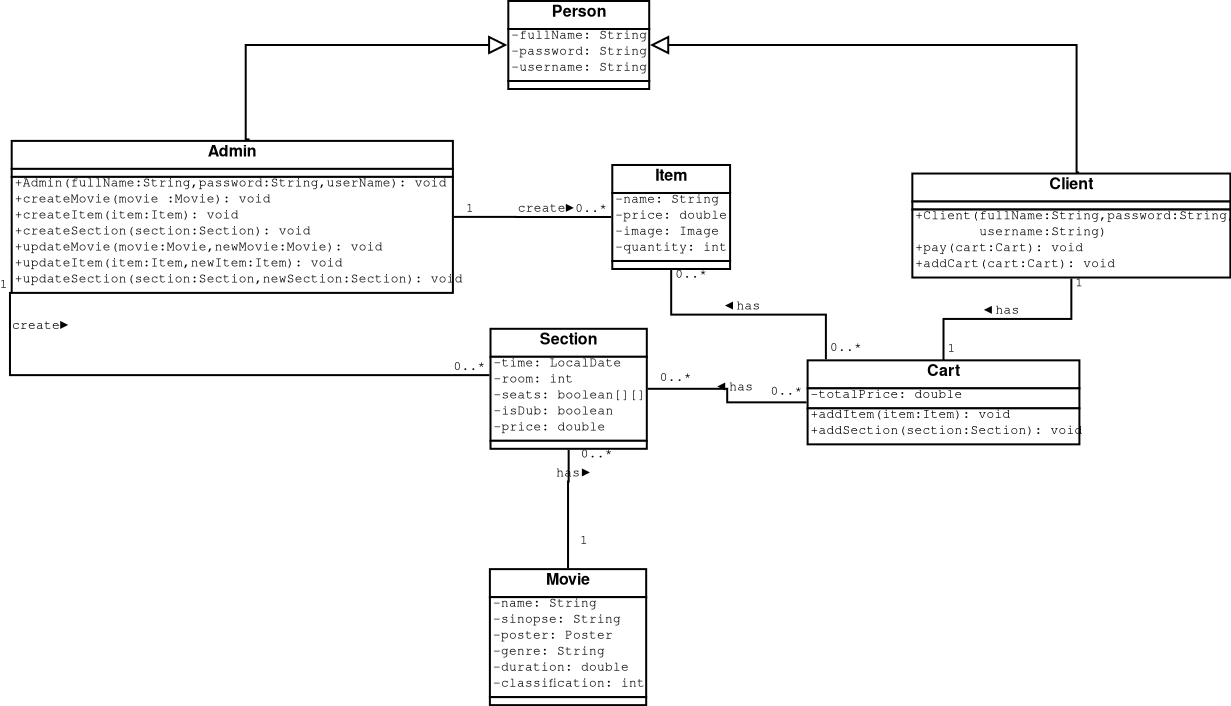 Person
-fullName: String
-password: String
-username: String
Admin
+Admin(fullName:String,password:String,userName): void
+createMovie(movie :Movie): void
+createItem(item:Item): void
+createSection(section:Section): void
+updateMovie(movie:Movie,newMovie:Movie): void
+updateItem(item:Item,newItem:Item): void
+updateSection(section:Section,newSection:Section): void
1
create►0..*
Item
-name: String
-price: double
-image: Image
-quantity: int
0..*
Client
+Client(fullName:String,password:String,
username:String)
+pay(cart:Cart): void
+addCart(cart:Cart): void
1
1
create►
0..*
◄has
◄has
0..*
1
Section
-time: LocalDate
-room: int
-seats: boolean[][]
-isDub: boolean
-price: double
0..*
◄has
0..*
Cart
-totalPrice: double
+addItem(item:Item): void
+addSection(section:Section): void
0..*
has►
1
Movie
-name: String
-sinopse: String
-poster: Poster
-genre: String
-duration: double
-classification: int